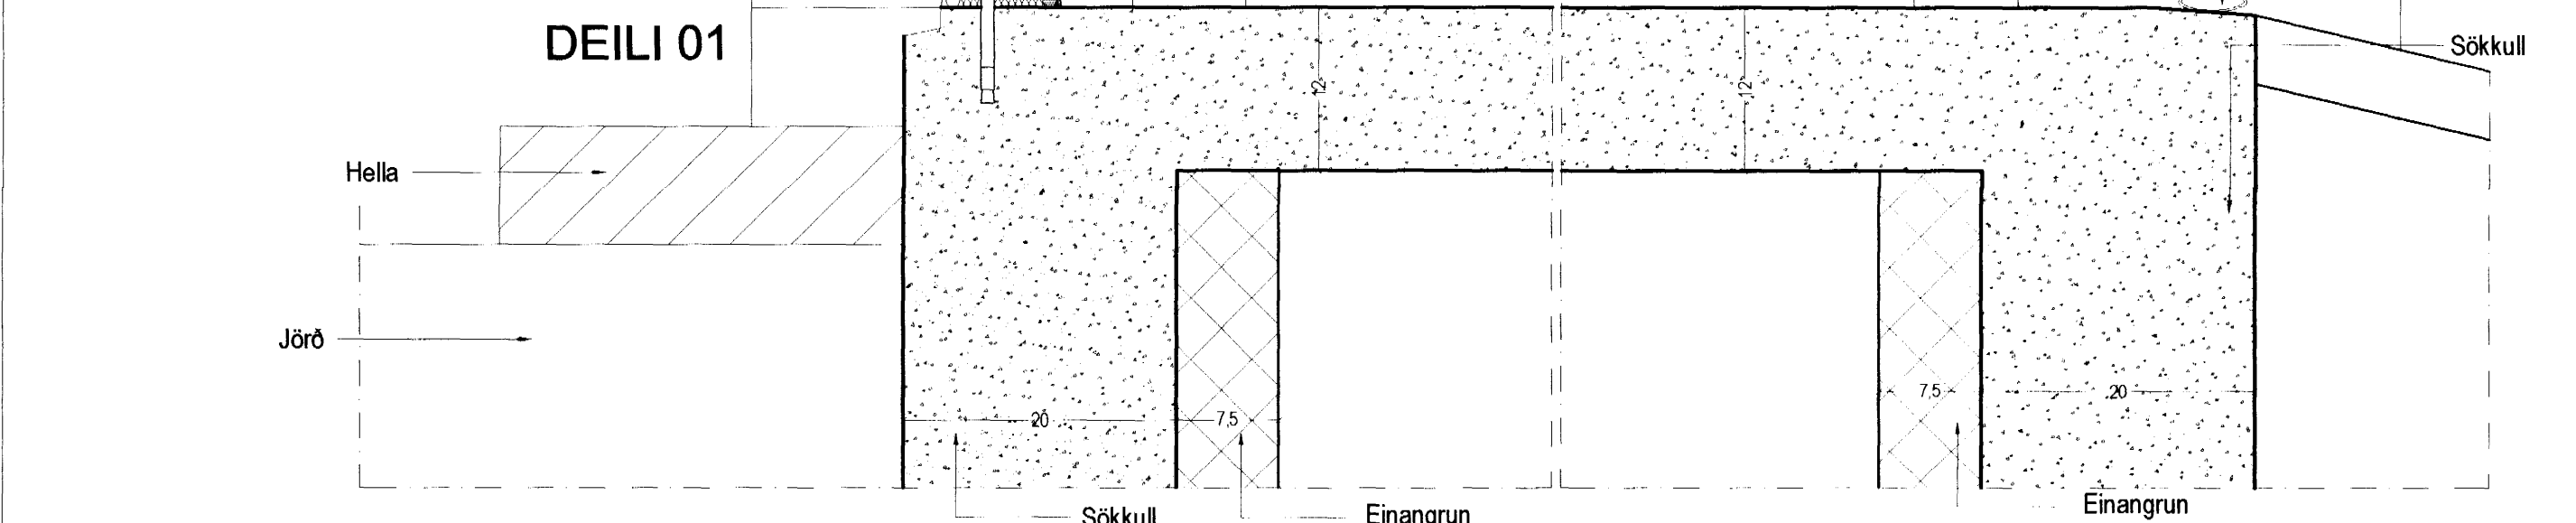 DEILI 01
Sökkull
12
12
Hella
Jörð
7,5
20
20
7,5
Einangrun
Sökkull
Einangrun